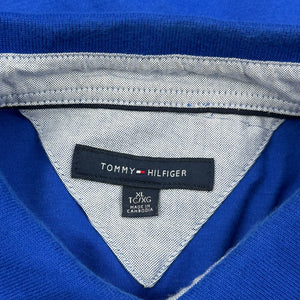 TOMMY HILFIGER
XL
TG/XG
MADE IN
CAMBODIA